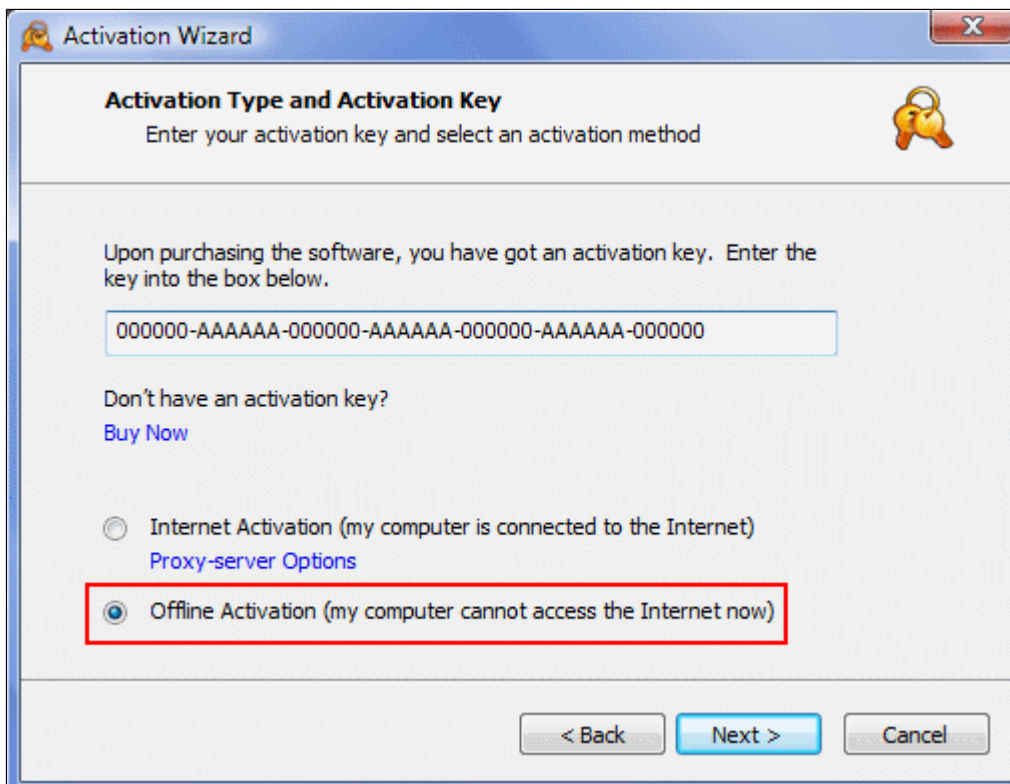 Activation Wizard
Activation Type and Activation Key
Enter your activation key and select an activation method
Upon purchasing the software, you have got an activation key.  Enter the
key into the box below.
000000-AAAAAA-000000-AAAAAA-000000-AAAAAA-000000
Don't have an activation key?
Buy Now
Internet Activation (my computer is connected to the Internet)
Proxy-server Options
Offline Activation (my computer cannot access the Internet now)
< Back Next > Cancel